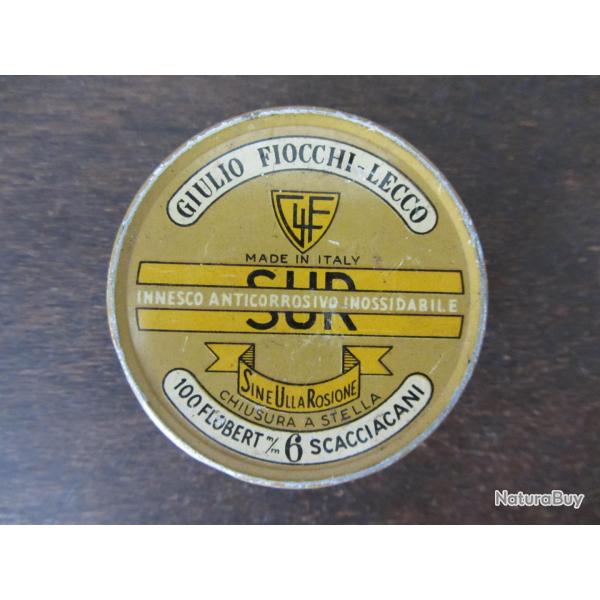 GIULIO FIOCCHI-LECCO
GF
MADE IN ITALY
SUR
INNESCO ANTICORROSIVO INOSSIDABILE
SINE ULLA ROSIONE
CHIUSURA A STELLA
100 FLOBERT m/m 6 SCACCIACANI
NaturaBuy